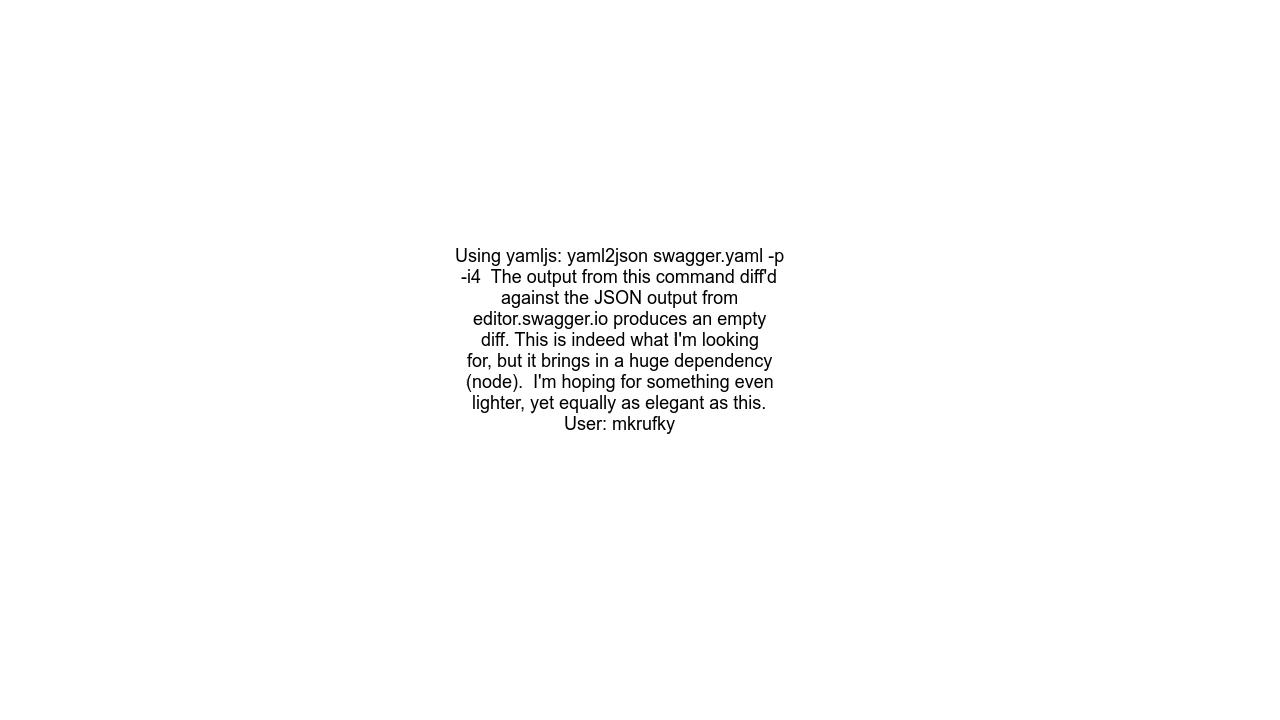 Using yamljs: yaml2json swagger.yaml -p
-i4  The output from this command diff'd
against the JSON output from
editor.swagger.io produces an empty
diff. This is indeed what I'm looking
for, but it brings in a huge dependency
(node).  I'm hoping for something even
lighter, yet equally as elegant as this.
User: mkrufky